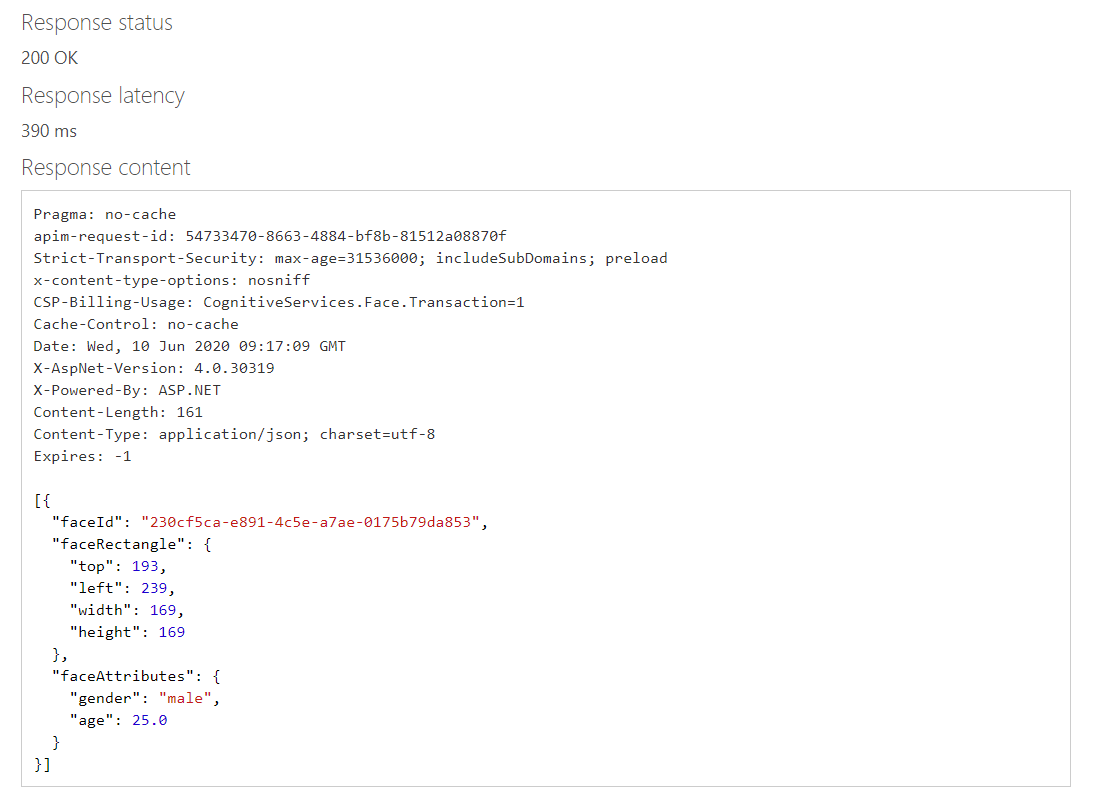 Response status
200 OK
Response latency
390 ms
Response content
Pragma: no-cache
apim-request-id: 54733470-8663-4884-bf8b-81512a08870f
Strict-Transport-Security: max-age=31536000; includeSubDomains; preload
x-content-type-options: nosniff
CSP-Billing-Usage: CognitiveServices.Face.Transaction=1
Cache-Control: no-cache
Date: Wed, 10 Jun 2020 09:17:09 GMT
X-AspNet-Version: 4.0.30319
X-Powered-By: ASP.NET
Content-Length: 161
Content-Type: application/json; charset=utf-8
Expires: -1

[{
  "faceId": "230cf5ca-e891-4c5e-a7ae-0175b79da853",
  "faceRectangle": {
    "top": 193,
    "left": 239,
    "width": 169,
    "height": 169
  },
  "faceAttributes": {
    "gender": "male",
    "age": 25.0
  }
}]